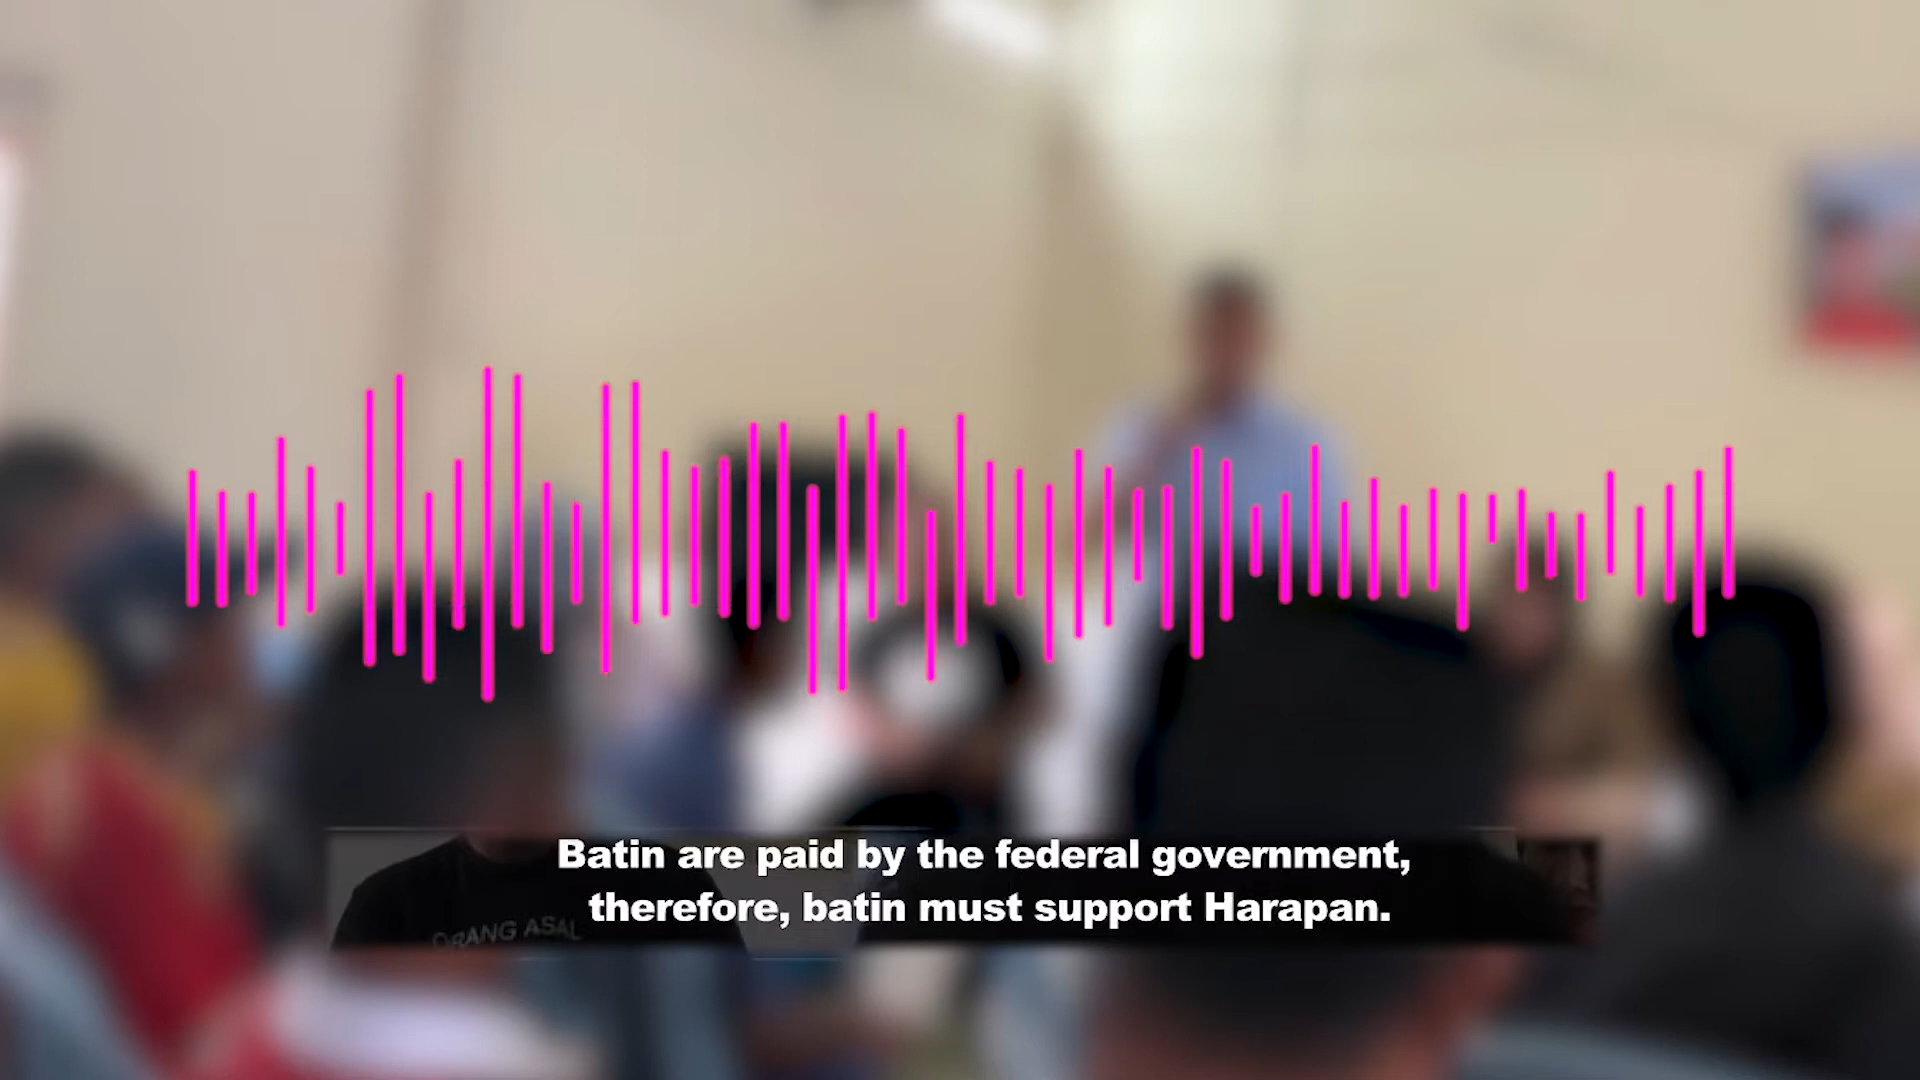 Batin are paid by the federal government,
therefore, batin must support Harapan.
ORANG ASAL